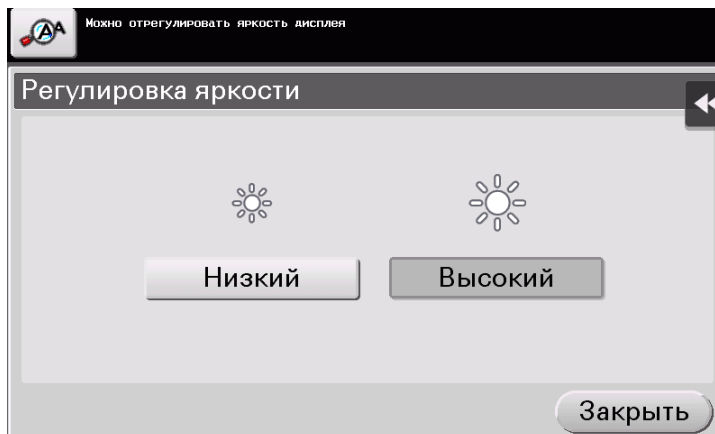 Можно отрегулировать яркость дисплея
Регулировка яркости
Низкий
Высокий
Закрыть